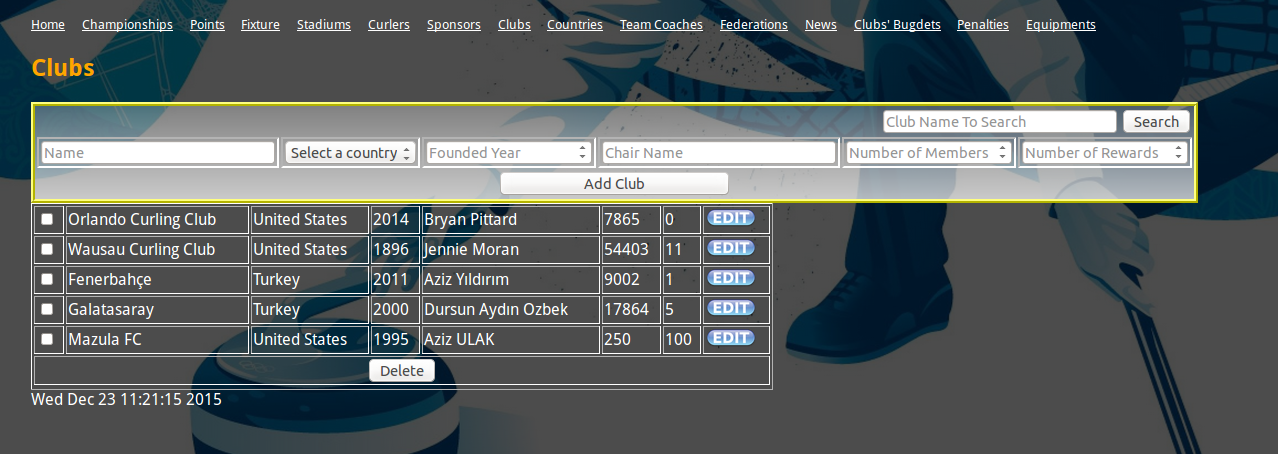 Home Championships Points Fixture Stadiums Curlers Sponsors Clubs Countries Team Coaches Federations News Clubs' Bugdets Penalties Equipments
Clubs
Club Name To Search Search
Name Select a country Founded Year Chair Name Number of Members Number of Rewards
Add Club
Orlando Curling Club United States 2014 Bryan Pittard 7865 0 EDIT
Wausau Curling Club United States 1896 Jennie Moran 54403 11 EDIT
Fenerbahçe Turkey 2011 Aziz Yıldırım 9002 1 EDIT
Galatasaray Turkey 2000 Dursun Aydın Ozbek 17864 5 EDIT
Mazula FC United States 1995 Aziz ULAK 250 100 EDIT
Delete
Wed Dec 23 11:21:15 2015